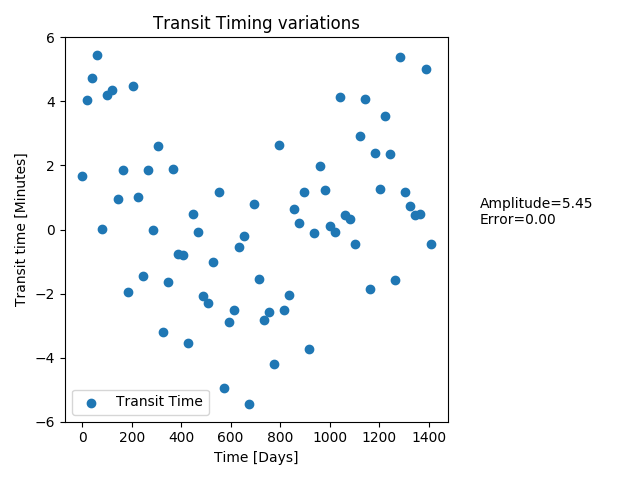 Transit Timing variations
6
4
2
0
−2
−4
−6
Transit time [Minutes]
Transit Time
0 200 400 600 800 1000 1200 1400
Time [Days]
Amplitude=5.45
Error=0.00